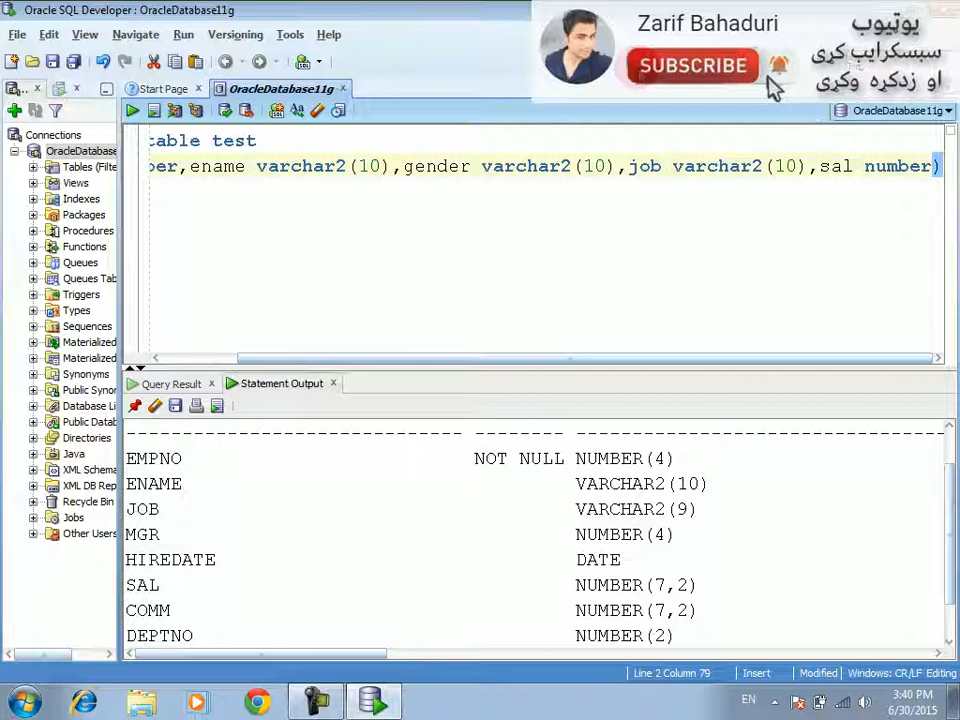 Oracle SQL Developer : OracleDatabase11g
Zarif Bahaduri
SUBSCRIBE
یوټیوب
سبسکرایب کړی
او زدکړه وکړی
File Edit View Navigate Run Versioning Tools Help
Start Page
OracleDatabase11g
OracleDatabase11g
Connections
OracleDatabase
Tables (Filte
Views
Indexes
Packages
Procedures
Functions
Queues
Queues Tab
Triggers
Types
Sequences
Materialized
Materialized
Synonyms
Public Syno
Database Li
Public Datab
Directories
Java
XML Schema
XML DB Rep
Recycle Bin
Jobs
Other Users
table test
ber,ename varchar2(10),gender varchar2(10),job varchar2(10),sal number)
Query Result
Statement Output
------------------------------ -------- ---------------------------------
EMPNO NOT NULL NUMBER(4)
ENAME VARCHAR2(10)
JOB VARCHAR2(9)
MGR NUMBER(4)
HIREDATE DATE
SAL NUMBER(7,2)
COMM NUMBER(7,2)
DEPTNO NUMBER(2)
Line 2 Column 79 Insert Modified Windows: CR/LF Editing
EN
3:40 PM
6/30/2015